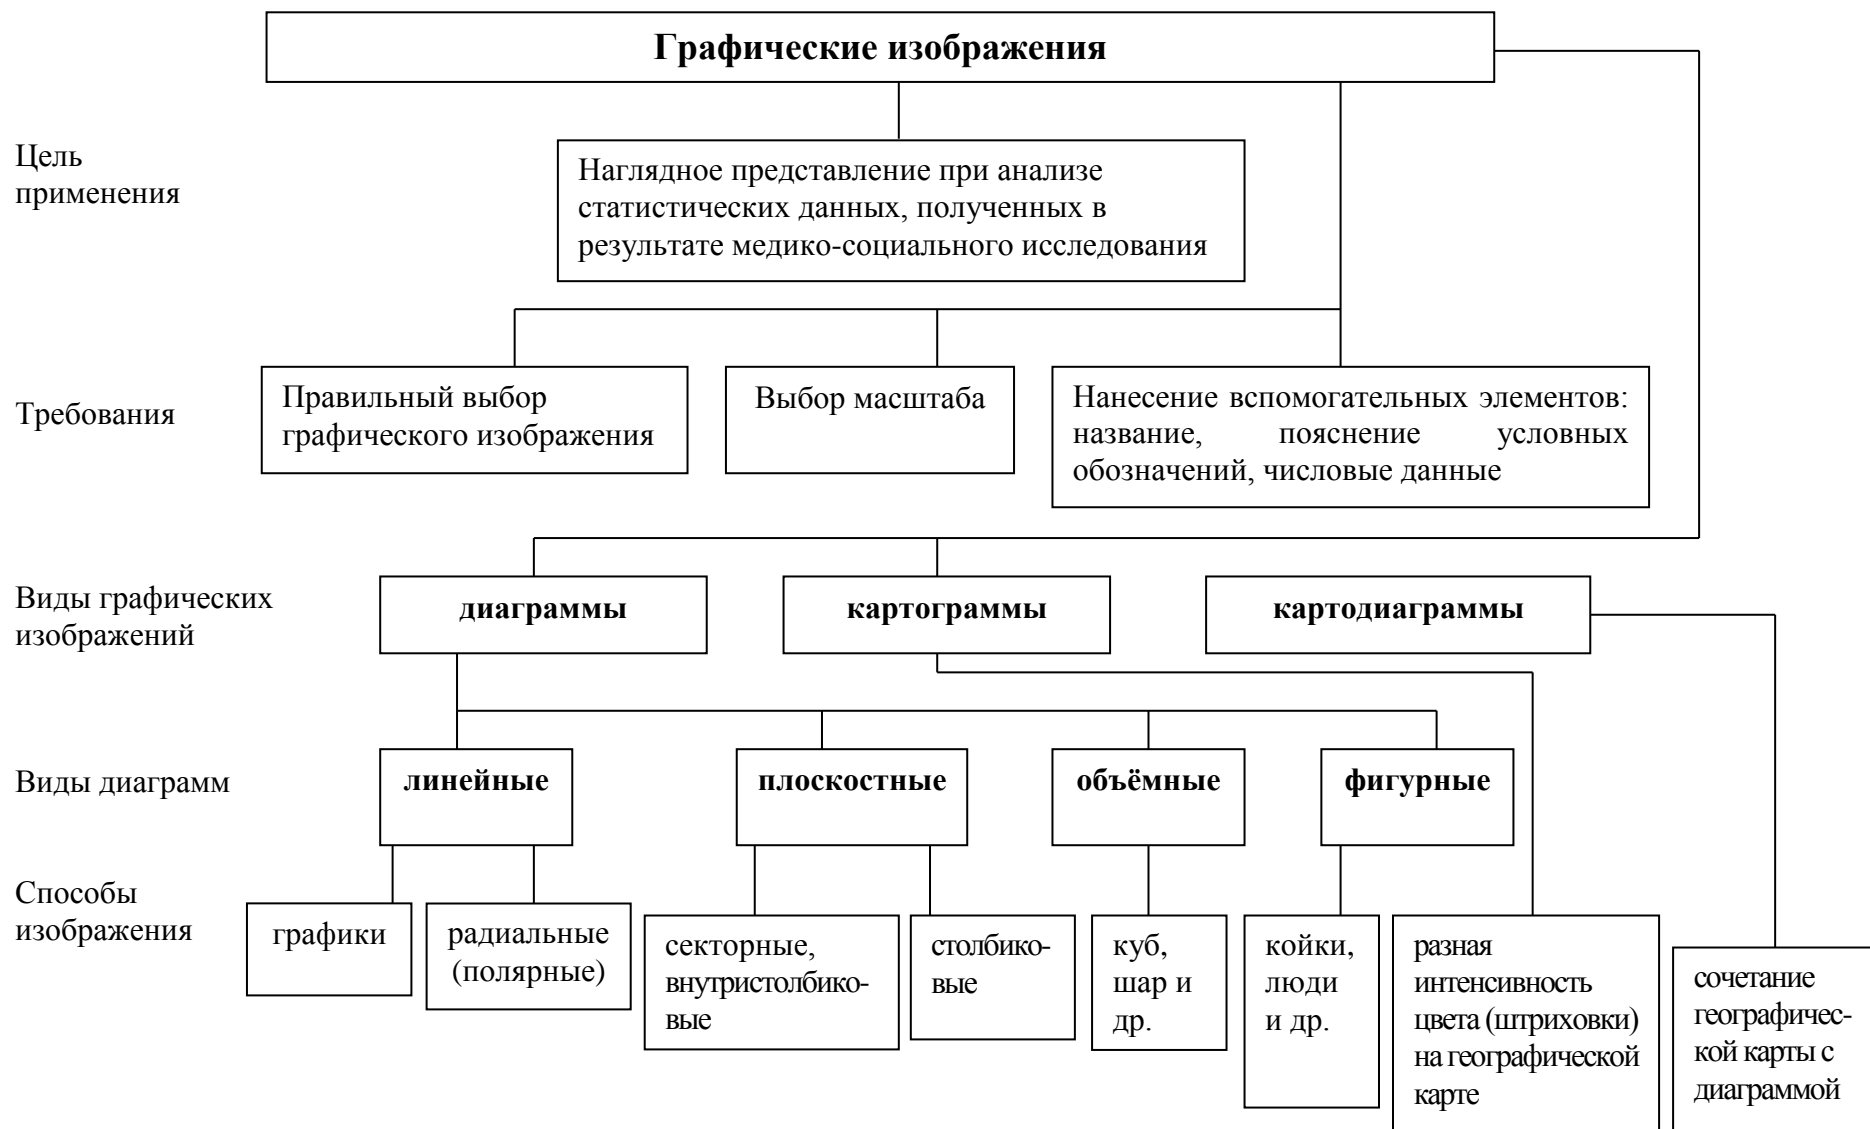 Графические изображения
Цель
применения
Наглядное представление при анализе
статистических данных, полученных в
результате медико-социального исследования
Требования
Правильный выбор
графического изображения
Выбор масштаба
Нанесение вспомогательных элементов:
название, пояснение условных
обозначений, числовые данные
Виды графических
изображений
диаграммы
картограммы
картодиаграммы
Виды диаграмм
линейные
плоскостные
объёмные
фигурные
Способы
изображения
графики
радиальные
(полярные)
секторные,
внутристолбико-
вые
столбико-
вые
куб,
шар и
др.
койки,
люди
и др.
разная
интенсивность
цвета (штриховки)
на географической
карте
сочетание
географичес-
кой карты с
диаграммой